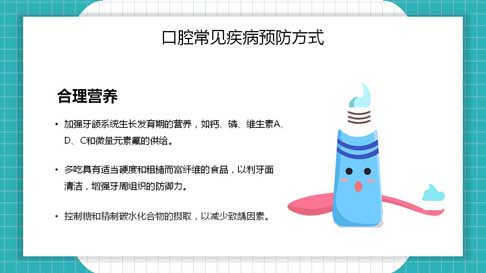 口腔常见疾病预防方式
合理营养
• 加强牙颌系统生长发育期的营养，如钙、磷、维生素A、
D、C和微量元素氟的供给。
• 多吃具有适当硬度和粗糙而富纤维的食品，以利牙面
清洁，增强牙周组织的防御力。
• 控制糖和精制碳水化合物的摄取，以减少致龋因素。